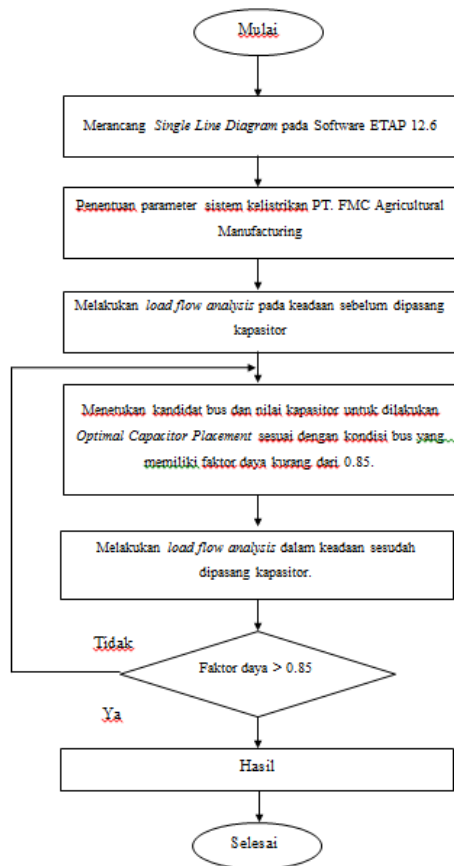 Mulai
Merancang Single Line Diagram pada Software ETAP 12.6
Penentuan parameter sistem kelistrikan PT. FMC Agricultural
Manufacturing
Melakukan load flow analysis pada keadaan sebelum dipasang
kapasitor
Menetukan kandidat bus dan nilai kapasitor untuk dilakukan
Optimal Capacitor Placement sesuai dengan kondisi bus yang
memiliki faktor daya kurang dari 0.85.
Melakukan load flow analysis dalam keadaan sesudah
dipasang kapasitor.
Tidak
Faktor daya > 0.85
Ya
Hasil
Selesai